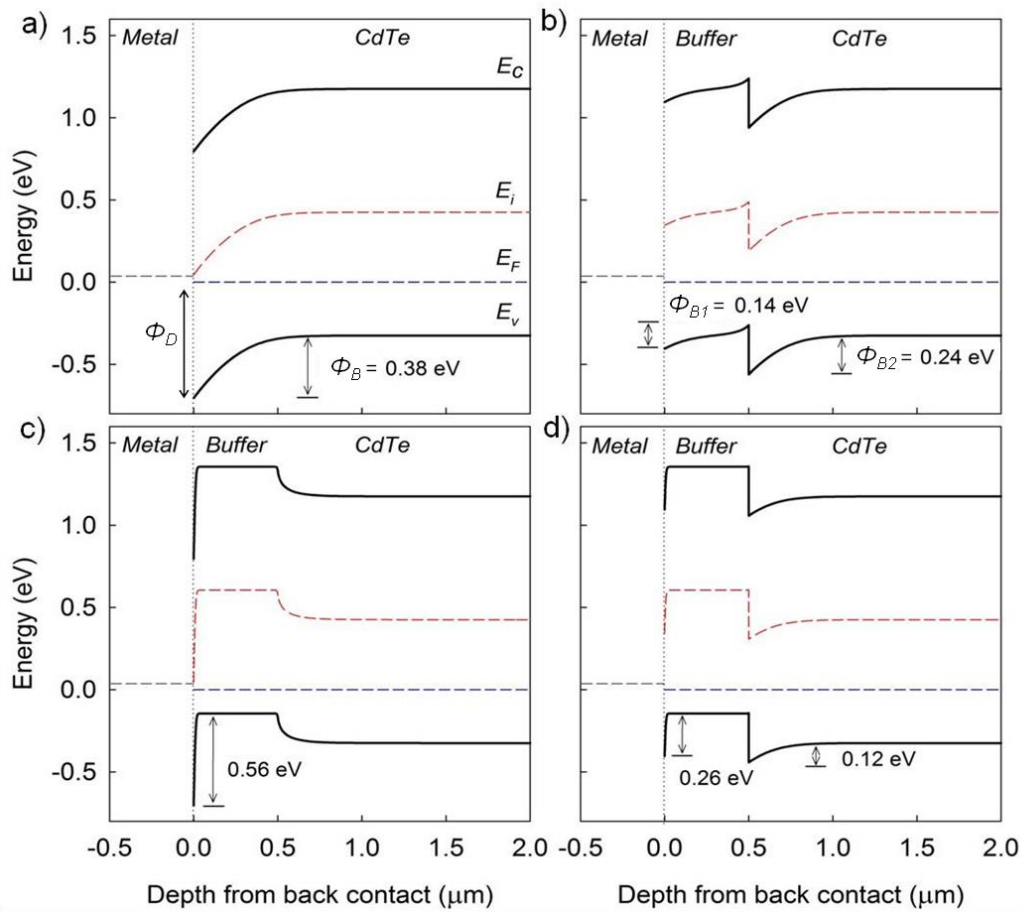 a)
Metal CdTe
1.5
1.0
0.5
0.0
-0.5
Energy (eV)
E_C
E_i
E_F
E_v
Φ_D
Φ_B = 0.38 eV
b)
Metal Buffer CdTe
Φ_B1 = 0.14 eV
Φ_B2 = 0.24 eV
c)
Metal Buffer CdTe
1.5
1.0
0.5
0.0
-0.5
Energy (eV)
0.56 eV
-0.5 0.0 0.5 1.0 1.5 2.0
Depth from back contact (μm)
d)
Metal Buffer CdTe
0.26 eV
0.12 eV
-0.5 0.0 0.5 1.0 1.5 2.0
Depth from back contact (μm)